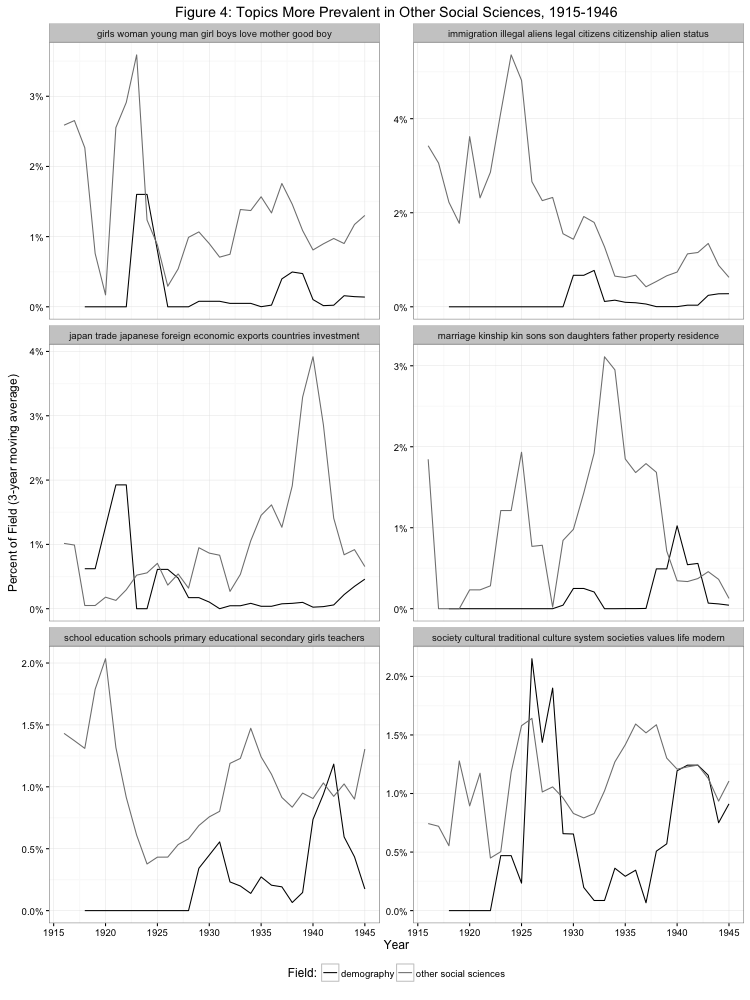 Figure 4: Topics More Prevalent in Other Social Sciences, 1915-1946
girls woman young man girl boys love mother good boy
immigration illegal aliens legal citizens citizenship alien status
3%
2%
1%
0%
4%
2%
0%
japan trade japanese foreign economic exports countries investment
marriage kinship kin sons son daughters father property residence
4%
3%
2%
1%
0%
3%
2%
1%
0%
Percent of Field (3-year moving average)
school education schools primary educational secondary girls teachers
society cultural traditional culture system societies values life modern
2.0%
1.5%
1.0%
0.5%
0.0%
2.0%
1.5%
1.0%
0.5%
0.0%
1915 1920 1925 1930 1935 1940 1945
1915 1920 1925 1930 1935 1940 1945
Year
Field: demography other social sciences